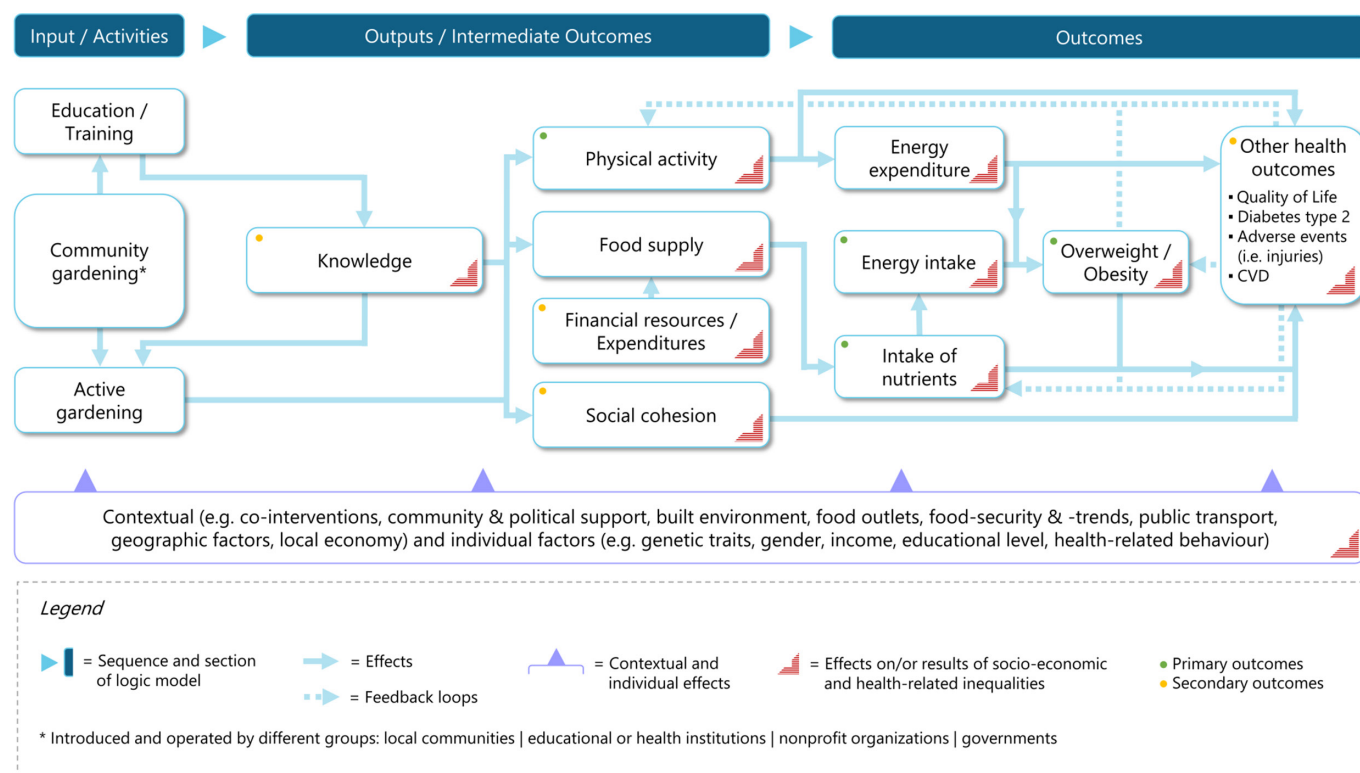 Input / Activities
Outputs / Intermediate Outcomes
Outcomes
Education /
Training
Community
gardening*
Active
gardening
Knowledge
Physical activity
Food supply
Financial resources /
Expenditures
Social cohesion
Energy
expenditure
Energy intake
Intake of
nutrients
Overweight /
Obesity
Other health
outcomes
▪ Quality of Life
▪ Diabetes type 2
▪ Adverse events
(i.e. injuries)
▪ CVD
Contextual (e.g. co-interventions, community & political support, built environment, food outlets, food-security & -trends, public transport,
geographic factors, local economy) and individual factors (e.g. genetic traits, gender, income, educational level, health-related behaviour)
Legend
= Sequence and section
of logic model
= Effects
= Feedback loops
= Contextual and
individual effects
= Effects on/or results of socio-economic
and health-related inequalities
Primary outcomes
Secondary outcomes
* Introduced and operated by different groups: local communities | educational or health institutions | nonprofit organizations | governments